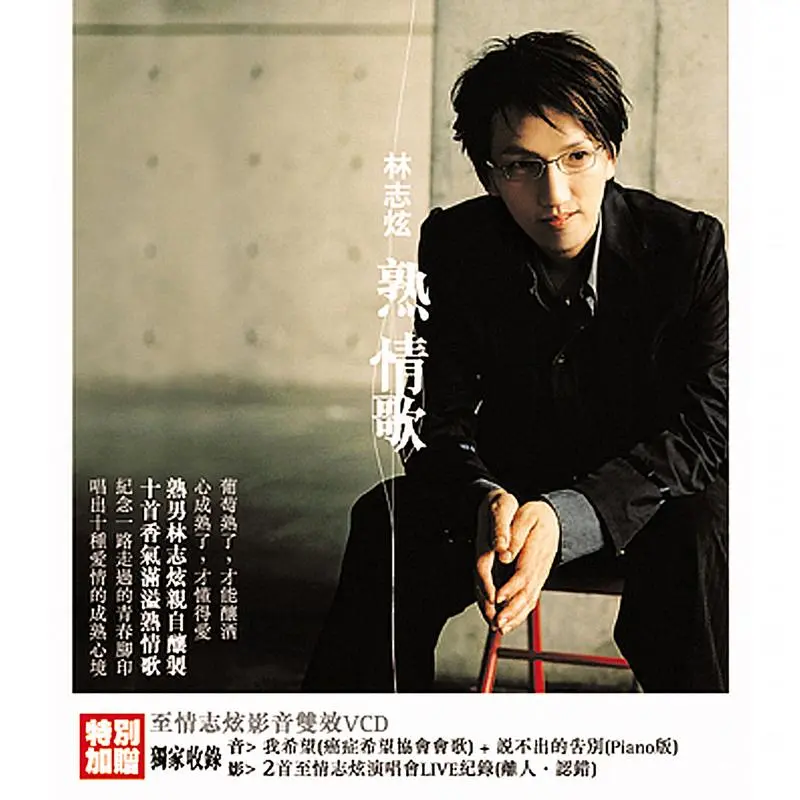 林志炫
熟情歌
葡萄熟了，才能釀酒
心成熟了，才懂得愛
熟男林志炫親自釀製
十首香氣滿溢熟情歌
紀念一路走過的青春腳印
唱出十種愛情的成熟心境
特別加贈
至情志炫影音雙效VCD
獨家收錄
音> 我希望(癌症希望協會會歌) + 說不出的告別(Piano版)
影> 2首至情志炫演唱會LIVE紀錄(離人・認錯)